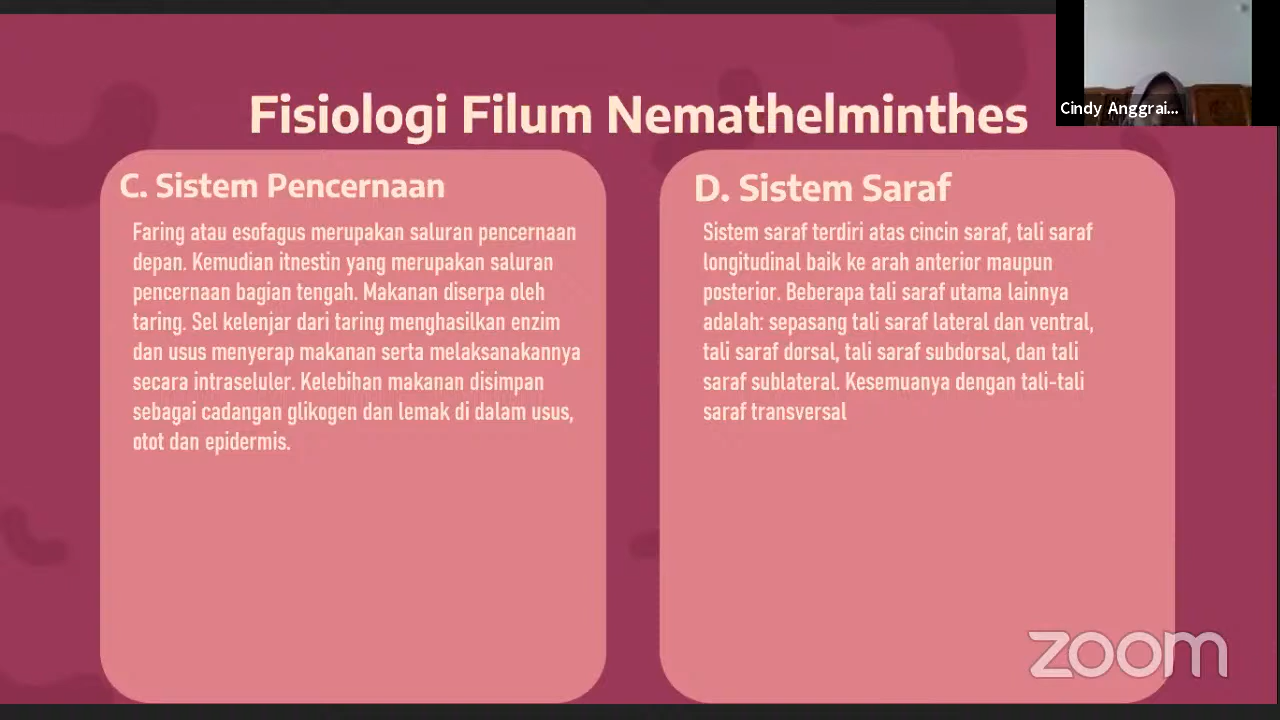 Fisiologi Filum Nemathelminthes
Cindy Anggrai...
C. Sistem Pencernaan
Faring atau esofagus merupakan saluran pencernaan
depan. Kemudian itnestin yang merupakan saluran
pencernaan bagian tengah. Makanan diserpa oleh
taring. Sel kelenjar dari taring menghasilkan enzim
dan usus menyerap makanan serta melaksanakannya
secara intraseluler. Kelebihan makanan disimpan
sebagai cadangan glikogen dan lemak di dalam usus,
otot dan epidermis.
D. Sistem Saraf
Sistem saraf terdiri atas cincin saraf, tali saraf
longitudinal baik ke arah anterior maupun
posterior. Beberapa tali saraf utama lainnya
adalah: sepasang tali saraf lateral dan ventral,
tali saraf dorsal, tali saraf subdorsal, dan tali
saraf sublateral. Kesemuanya dengan tali-tali
saraf transversal
zoom